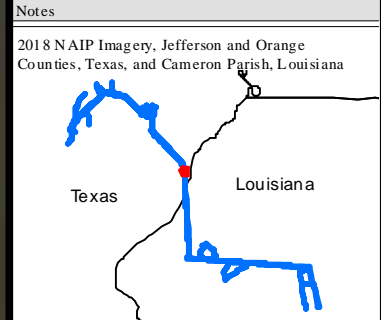 Notes
2018 NAIP Imagery, Jefferson and Orange
Counties, Texas, and Cameron Parish, Louisiana
Texas
Louisiana